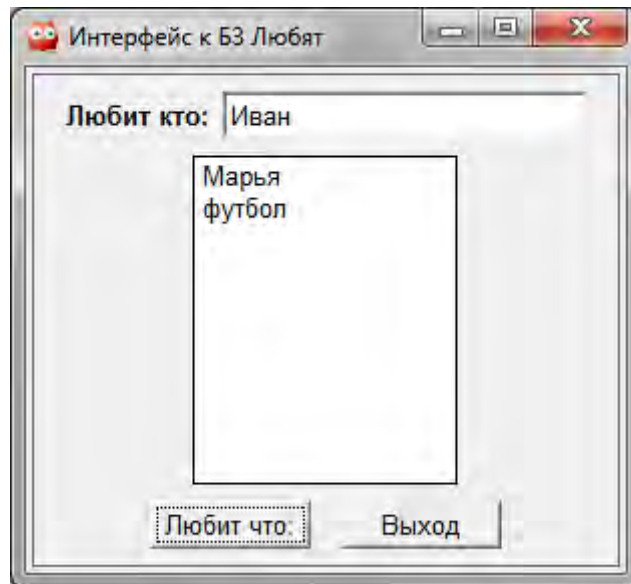 Интерфейс к БЗ Любят
Любит кто: Иван
Марья
футбол
Любит что: Выход